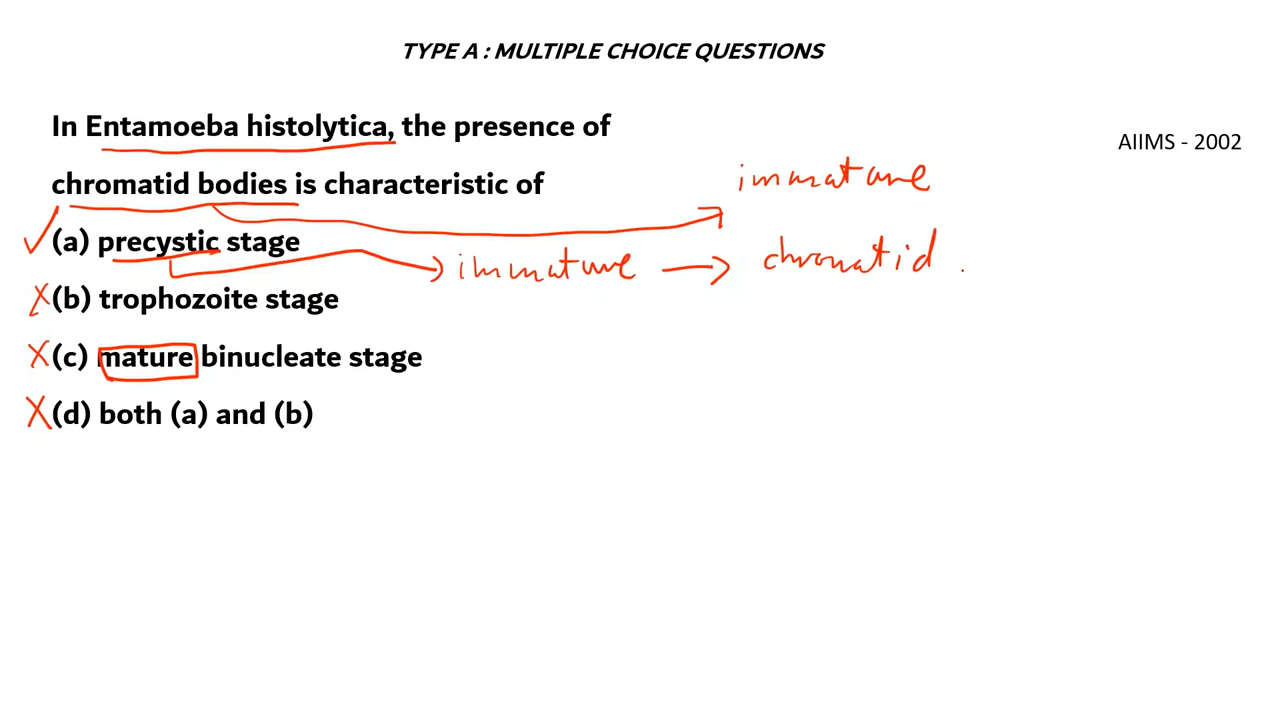 TYPE A : MULTIPLE CHOICE QUESTIONS
In Entamoeba histolytica, the presence of
AIIMS - 2002
chromatid bodies is characteristic of
immature
(a) precystic stage
immature → chromatid .
(b) trophozoite stage
(c) mature binucleate stage
(d) both (a) and (b)